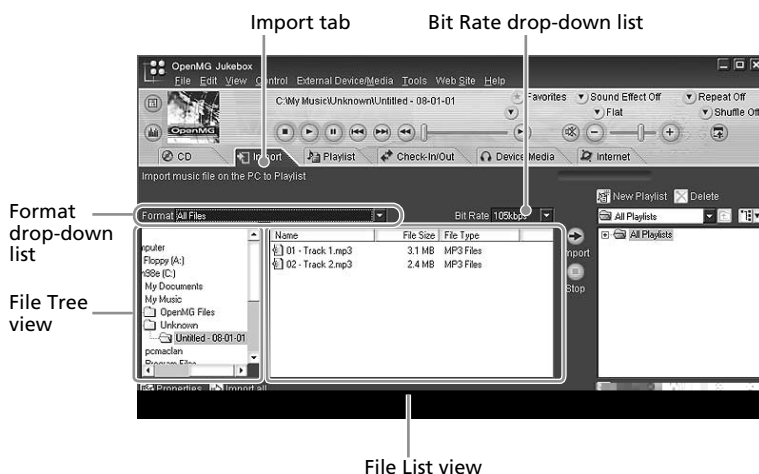 Import tab
Bit Rate drop-down list
OpenMG Jukebox
File Edit View Control External Device/Media Tools Web Site Help
C:\My Music\Unknown\Untitled - 08-01-01
Favorites
Sound Effect Off
Repeat Off
Flat
Shuffle Off
OpenMG
CD
Import
Playlist
Check-In/Out
Device/Media
Internet
Import music file on the PC to Playlist
New Playlist
Delete
Format
drop-down
list
Format All Files
Bit Rate 105kbps
All Playlists
Name File Size File Type
01 - Track 1.mp3 3.1 MB MP3 Files
02 - Track 2.mp3 2.4 MB MP3 Files
Import
Stop
All Playlists
File Tree
view
mputer
Floppy (A:)
n98e (C:)
My Documents
My Music
OpenMG Files
Unknown
Untitled - 08-01-01
pcmaclan
Program Files
Properties
Import all
File List view